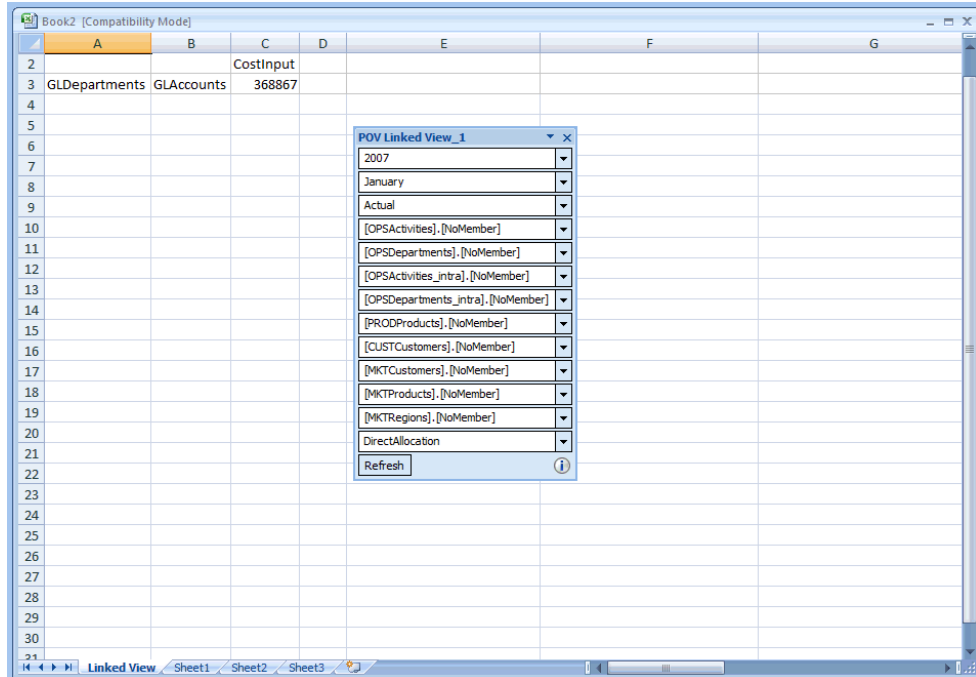 Book2 [Compatibility Mode]
A B C D E F G
2 CostInput
3 GLDepartments GLAccounts 368867
4
5
6
7
8
9
10
11
12
13
14
15
16
17
18
19
20
21
22
23
24
25
26
27
28
29
30
31
POV Linked View_1
2007
January
Actual
[OPSActivities].[NoMember]
[OPSDepartments].[NoMember]
[OPSActivities_intra].[NoMember]
[OPSDepartments_intra].[NoMember]
[PRODProducts].[NoMember]
[CUSTCustomers].[NoMember]
[MKTCustomers].[NoMember]
[MKTProducts].[NoMember]
[MKTRegions].[NoMember]
DirectAllocation
Refresh
Linked View Sheet1 Sheet2 Sheet3